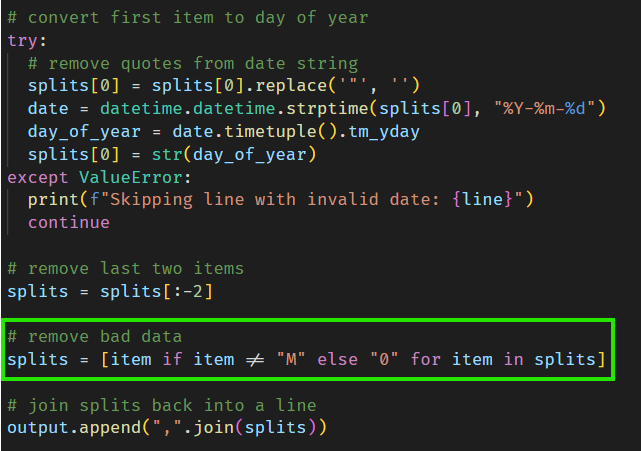 # convert first item to day of year
try:
  # remove quotes from date string
  splits[0] = splits[0].replace('"', '')
  date = datetime.datetime.strptime(splits[0], "%Y-%m-%d")
  day_of_year = date.timetuple().tm_yday
  splits[0] = str(day_of_year)
except ValueError:
  print(f"Skipping line with invalid date: {line}")
  continue
# remove last two items
splits = splits[:-2]
# remove bad data
splits = [item if item ≠ "M" else "0" for item in splits]
# join splits back into a line
output.append(",".join(splits))